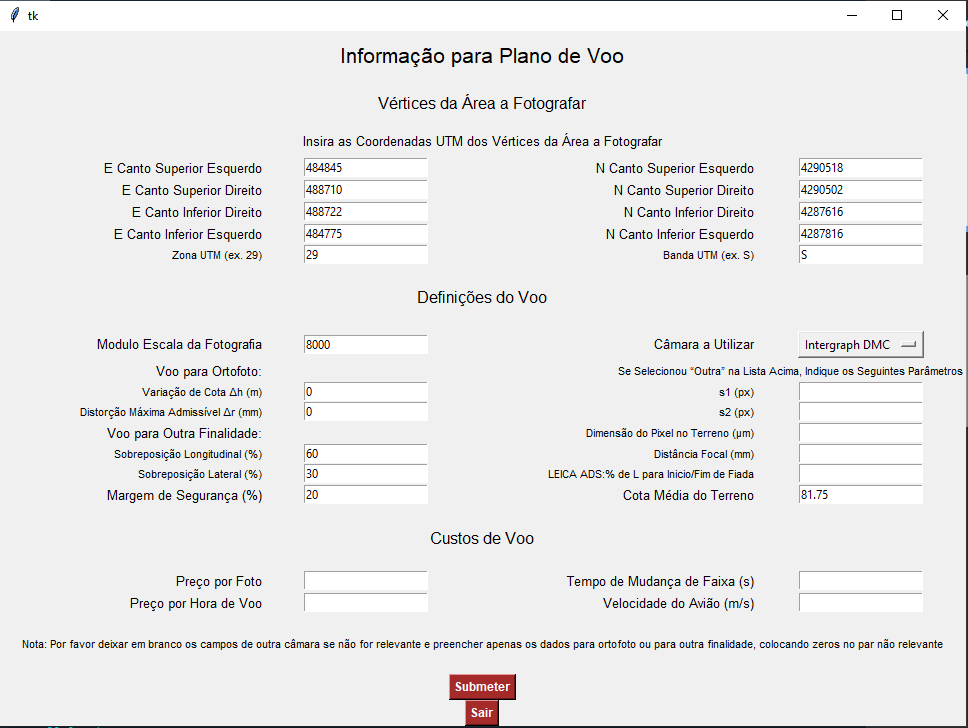 tk
Informação para Plano de Voo
Vértices da Área a Fotografar
Insira as Coordenadas UTM dos Vértices da Área a Fotografar
E Canto Superior Esquerdo 484845 N Canto Superior Esquerdo 4290518
E Canto Superior Direito 488710 N Canto Superior Direito 4290502
E Canto Inferior Direito 488722 N Canto Inferior Direito 4287616
E Canto Inferior Esquerdo 484775 N Canto Inferior Esquerdo 4287816
Zona UTM (ex. 29) 29 Banda UTM (ex. S) S
Definições do Voo
Modulo Escala da Fotografia 8000 Câmara a Utilizar Intergraph DMC
Voo para Ortofoto: Se Selecionou “Outra” na Lista Acima, Indique os Seguintes Parâmetros
Variação de Cota Δh (m) 0 s1 (px)
Distorção Máxima Admissível Δr (mm) 0 s2 (px)
Voo para Outra Finalidade: Dimensão do Pixel no Terreno (µm)
Sobreposição Longitudinal (%) 60 Distância Focal (mm)
Sobreposição Lateral (%) 30 LEICA ADS:% de L para Inicio/Fim de Fiada
Margem de Segurança (%) 20 Cota Média do Terreno 81.75
Custos de Voo
Preço por Foto Tempo de Mudança de Faixa (s)
Preço por Hora de Voo Velocidade do Avião (m/s)
Nota: Por favor deixar em branco os campos de outra câmara se não for relevante e preencher apenas os dados para ortofoto ou para outra finalidade, colocando zeros no par não relevante
Submeter
Sair